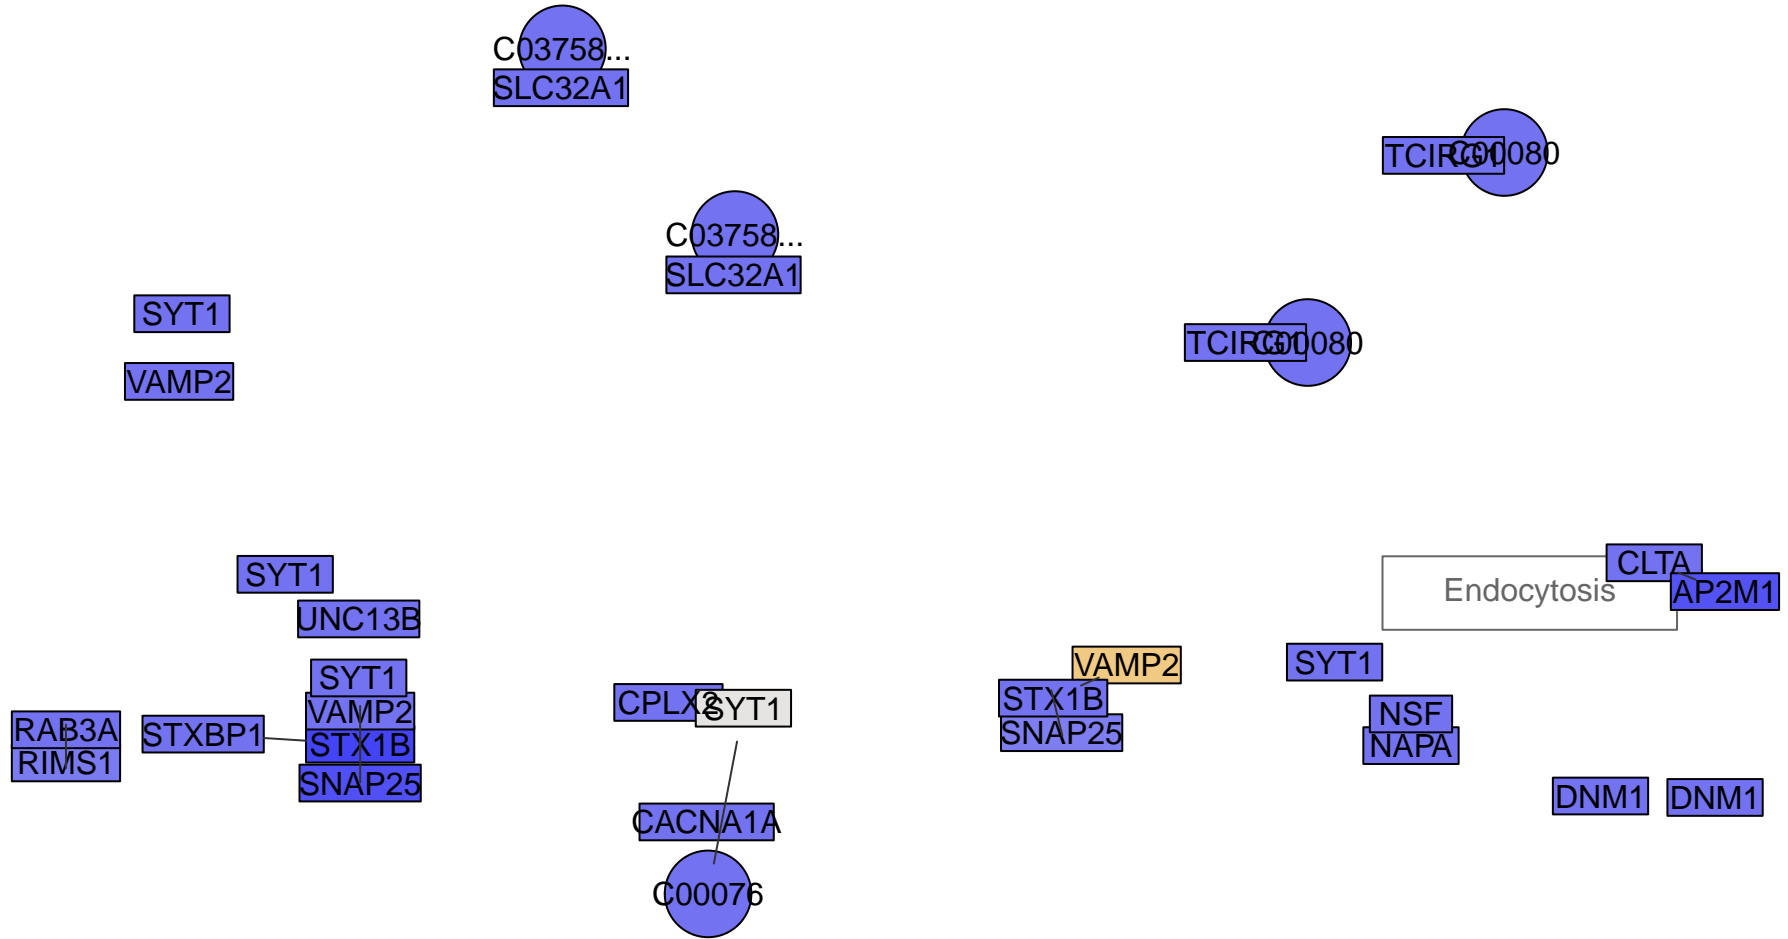 C03758...
SLC32A1
TCIRG1
C00080
C03758...
SLC32A1
SYT1
TCIRG1
C00080
VAMP2
SYT1
CLTA
Endocytosis
AP2M1
UNC13B
SYT1
VAMP2
SYT1
CPLX2
SYT1
STX1B
NSF
VAMP2
RAB3A
STXBP1
STX1B
SNAP25
NAPA
RIMS1
SNAP25
DNM1
DNM1
CACNA1A
C00076